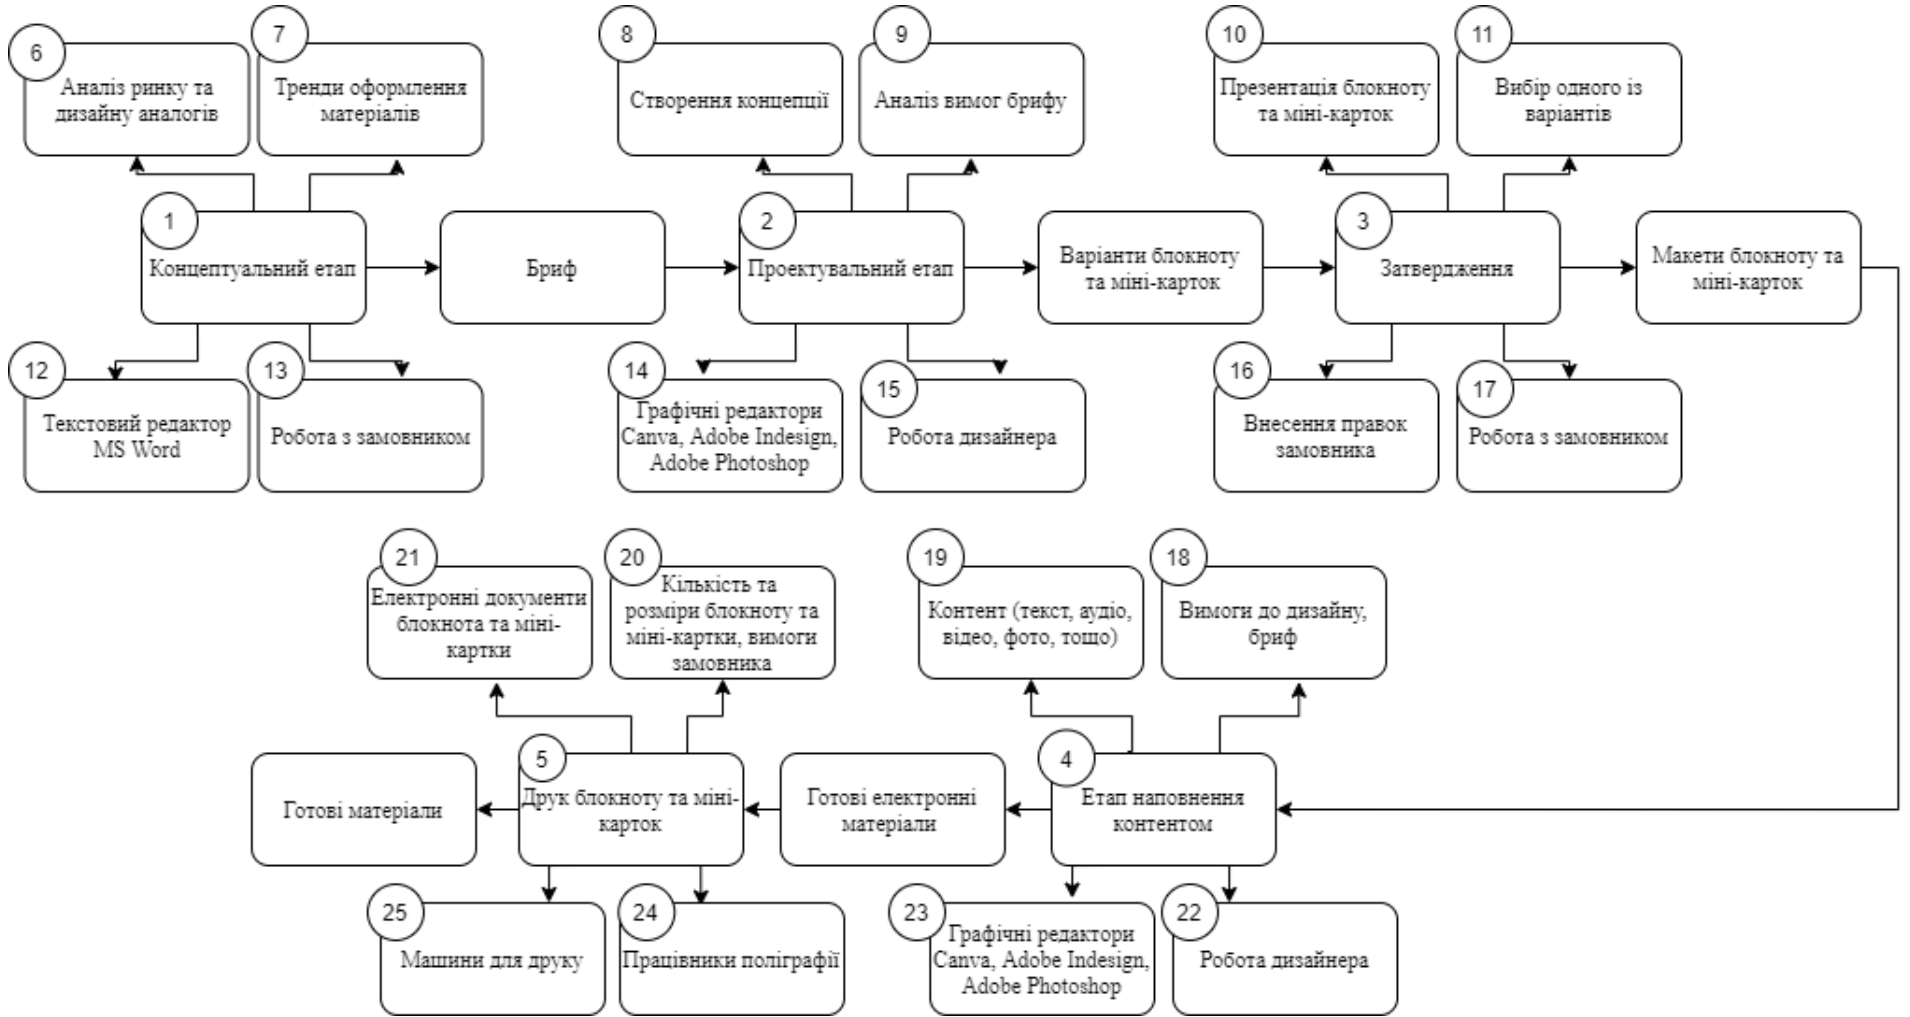 6
Аналіз ринку та
дизайну аналогів
7
Тренди оформлення
матеріалів
8
Створення концепції
9
Аналіз вимог брифу
10
Презентація блокноту
та міні-карток
11
Вибір одного із
варіантів
1
Концептуальний етап
Бриф
2
Проектувальний етап
Варіанти блокноту
та міні-карток
3
Затвердження
Макети блокноту та
міні-карток
12
Текстовий редактор
MS Word
13
Робота з замовником
14
Графічні редактори
Canva, Adobe Indesign,
Adobe Photoshop
15
Робота дизайнера
16
Внесення правок
замовника
17
Робота з замовником
21
Електронні документи
блокнота та міні-
картки
20
Кількість та
розміри блокноту та
міні-картки, вимоги
замовника
19
Контент (текст, аудіо,
відео, фото, тощо)
18
Вимоги до дизайну,
бриф
Готові матеріали
5
Друк блокноту та міні-
карток
Готові електронні
матеріали
4
Етап наповнення
контентом
25
Машини для друку
24
Працівники поліграфії
23
Графічні редактори
Canva, Adobe Indesign,
Adobe Photoshop
22
Робота дизайнера